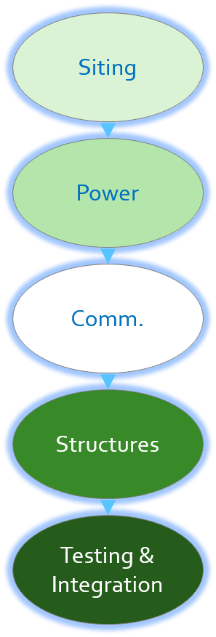 Siting
Power
Comm.
Structures
Testing &
Integration